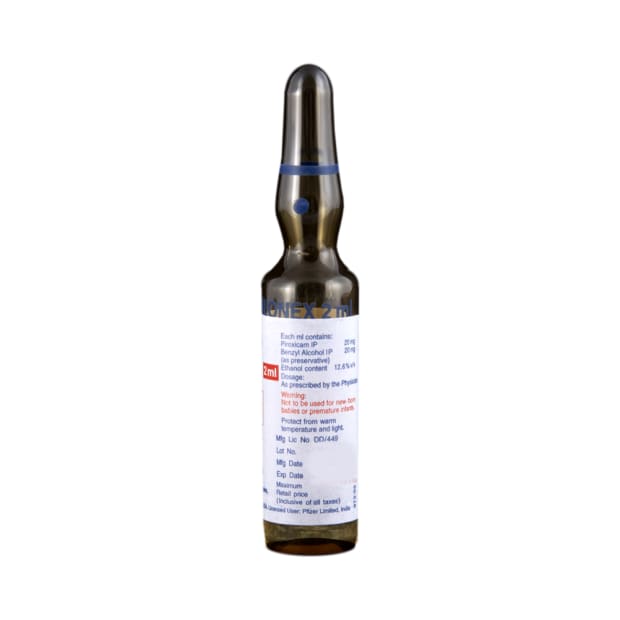 ONEX 2 ml
Each ml contains:
Piroxicam IP 20 mg
Benzyl Alcohol IP 20 mg
(as preservative)
Ethanol content 12.6% v/v
2ml
Dosage:
As prescribed by the Physician
Warning:
Not to be used for new-born
babies or premature infants.
Protect from warm
temperature and light.
Mfg Lic No. DD/449
Lot No.
Mfg Date
Exp. Date
Maximum
Retail price
(Inclusive of all taxes)
Licensed User: Pfizer Limited, India